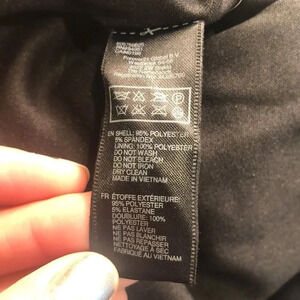 EN SHELL: 95% POLYESTER
5% SPANDEX
LINING: 100% POLYESTER
DO NOT WASH
DO NOT BLEACH
DO NOT IRON
DRY CLEAN
MADE IN VIETNAM
FR ÉTOFFE EXTÉRIEURE:
95% POLYESTER
5% ELASTANE
DOUBLURE: 100%
POLYESTER
NE PAS LAVER
NE PAS BLANCHIR
NE PAS REPASSER
NETTOYAGE À SEC
FABRIQUÉ AU VIETNAM